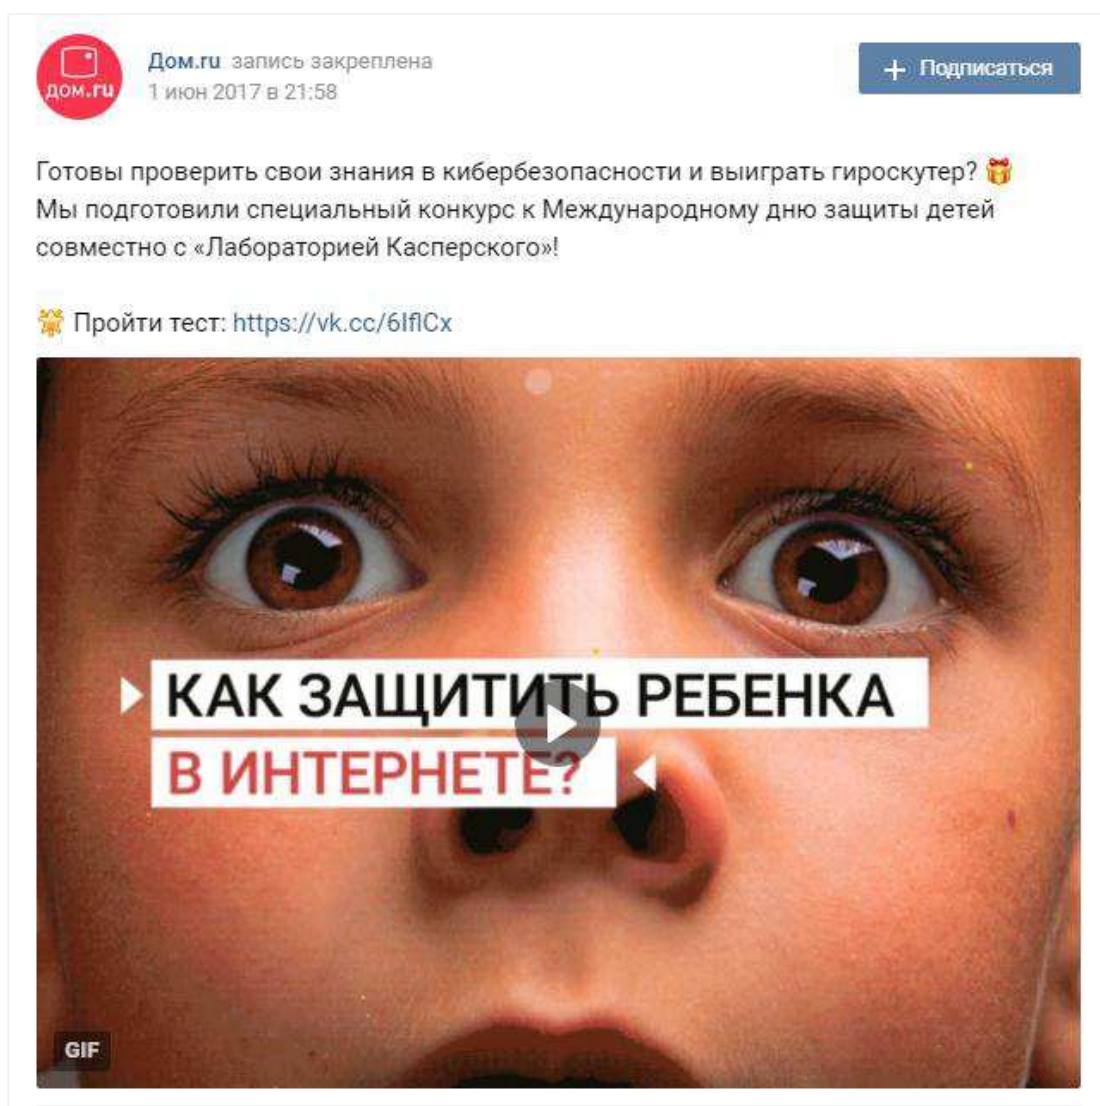 дом.ru
Дом.ru запись закреплена
1 июн 2017 в 21:58
+ Подписаться
Готовы проверить свои знания в кибербезопасности и выиграть гироскутер? 🎁
Мы подготовили специальный конкурс к Международному дню защиты детей
совместно с «Лабораторией Касперского»!
🌟 Пройти тест: https://vk.cc/6IflCx
КАК ЗАЩИТИТЬ РЕБЕНКА
В ИНТЕРНЕТЕ?
GIF